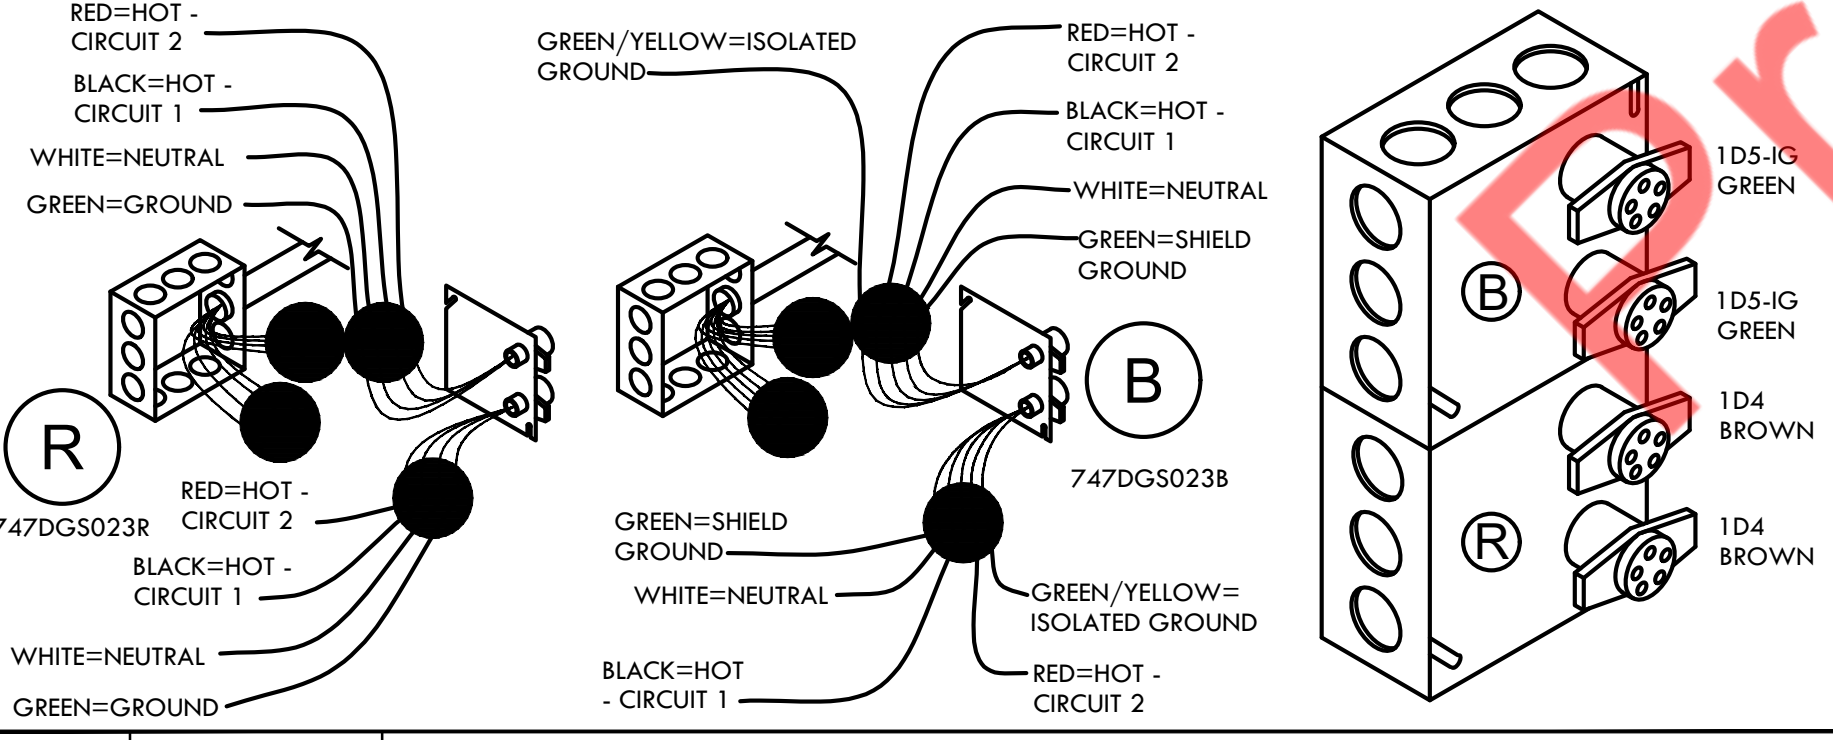 RED=HOT -
CIRCUIT 2
BLACK=HOT -
CIRCUIT 1
WHITE=NEUTRAL
GREEN=GROUND
R
747DGS023R
RED=HOT -
CIRCUIT 2
BLACK=HOT -
CIRCUIT 1
WHITE=NEUTRAL
GREEN=GROUND
GREEN/YELLOW=ISOLATED
GROUND
RED=HOT -
CIRCUIT 2
BLACK=HOT -
CIRCUIT 1
WHITE=NEUTRAL
GREEN=SHIELD
GROUND
B
747DGS023B
GREEN=SHIELD
GROUND
WHITE=NEUTRAL
BLACK=HOT
- CIRCUIT 1
GREEN/YELLOW=
ISOLATED GROUND
RED=HOT -
CIRCUIT 2
B
R
1D5-IG
GREEN
1D5-IG
GREEN
1D4
BROWN
1D4
BROWN
Pr